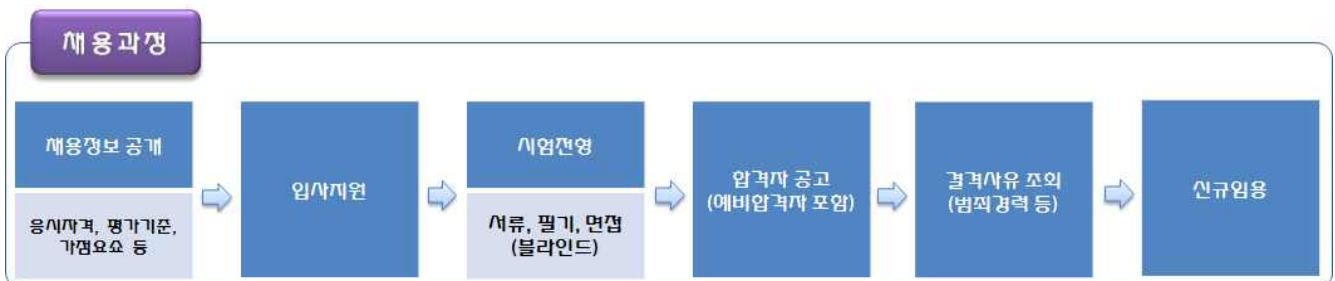 채용과정
채용정보 공개
응시자격, 평가기준,
가점요소 등
입사지원
시험전형
서류, 필기, 면접
(블라인드)
합격자 공고
(예비합격자 포함)
결격사유 조회
(범죄경력 등)
신규임용